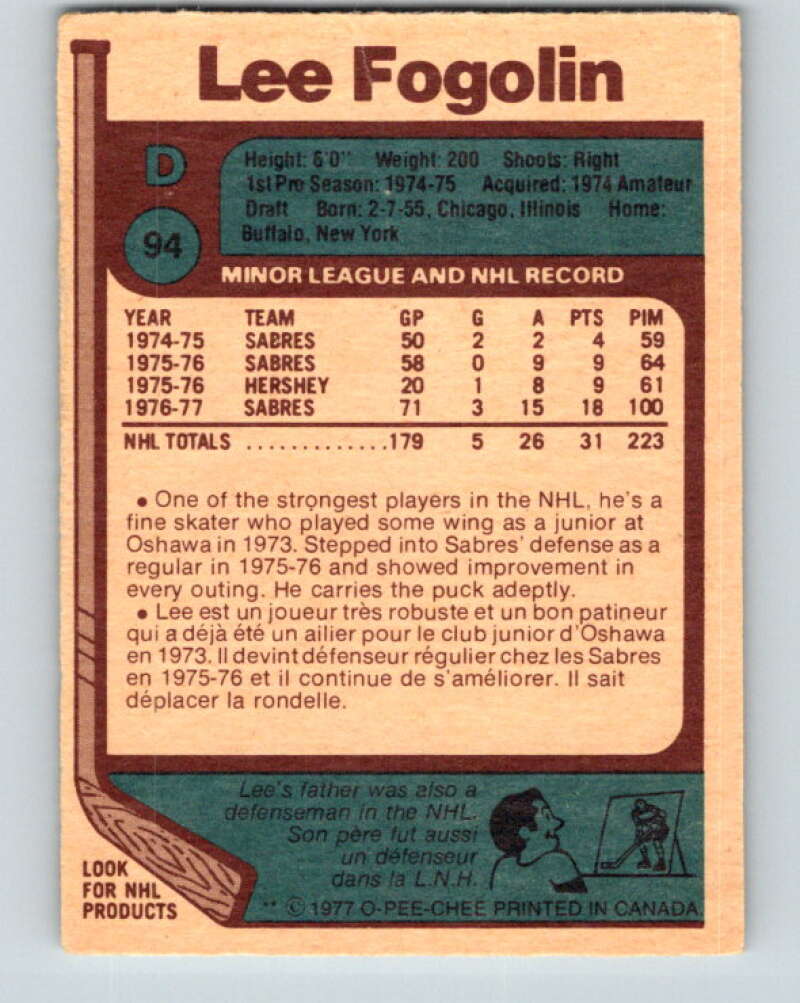 Lee Fogolin
D
94
Height: 6'0" Weight: 200 Shoots: Right
1st Pro Season: 1974-75 Acquired: 1974 Amateur
Draft Born: 2-7-55, Chicago, Illinois Home:
Buffalo, New York
MINOR LEAGUE AND NHL RECORD
YEAR TEAM GP G A PTS PIM
1974-75 SABRES 50 2 2 4 59
1975-76 SABRES 58 0 9 9 64
1975-76 HERSHEY 20 1 8 9 61
1976-77 SABRES 71 3 15 18 100
NHL TOTALS .............179 5 26 31 223
• One of the strongest players in the NHL, he's a
fine skater who played some wing as a junior at
Oshawa in 1973. Stepped into Sabres' defense as a
regular in 1975-76 and showed improvement in
every outing. He carries the puck adeptly.
• Lee est un joueur très robuste et un bon patineur
qui a déjà été un ailier pour le club junior d'Oshawa
en 1973. Il devint défenseur régulier chez les Sabres
en 1975-76 et il continue de s'améliorer. Il sait
déplacer la rondelle.
Lee's father was also a
defenseman in the NHL.
Son père fut aussi
un défenseur
dans la L.N.H.
LOOK
FOR NHL
PRODUCTS
** © 1977 O-PEE-CHEE PRINTED IN CANADA